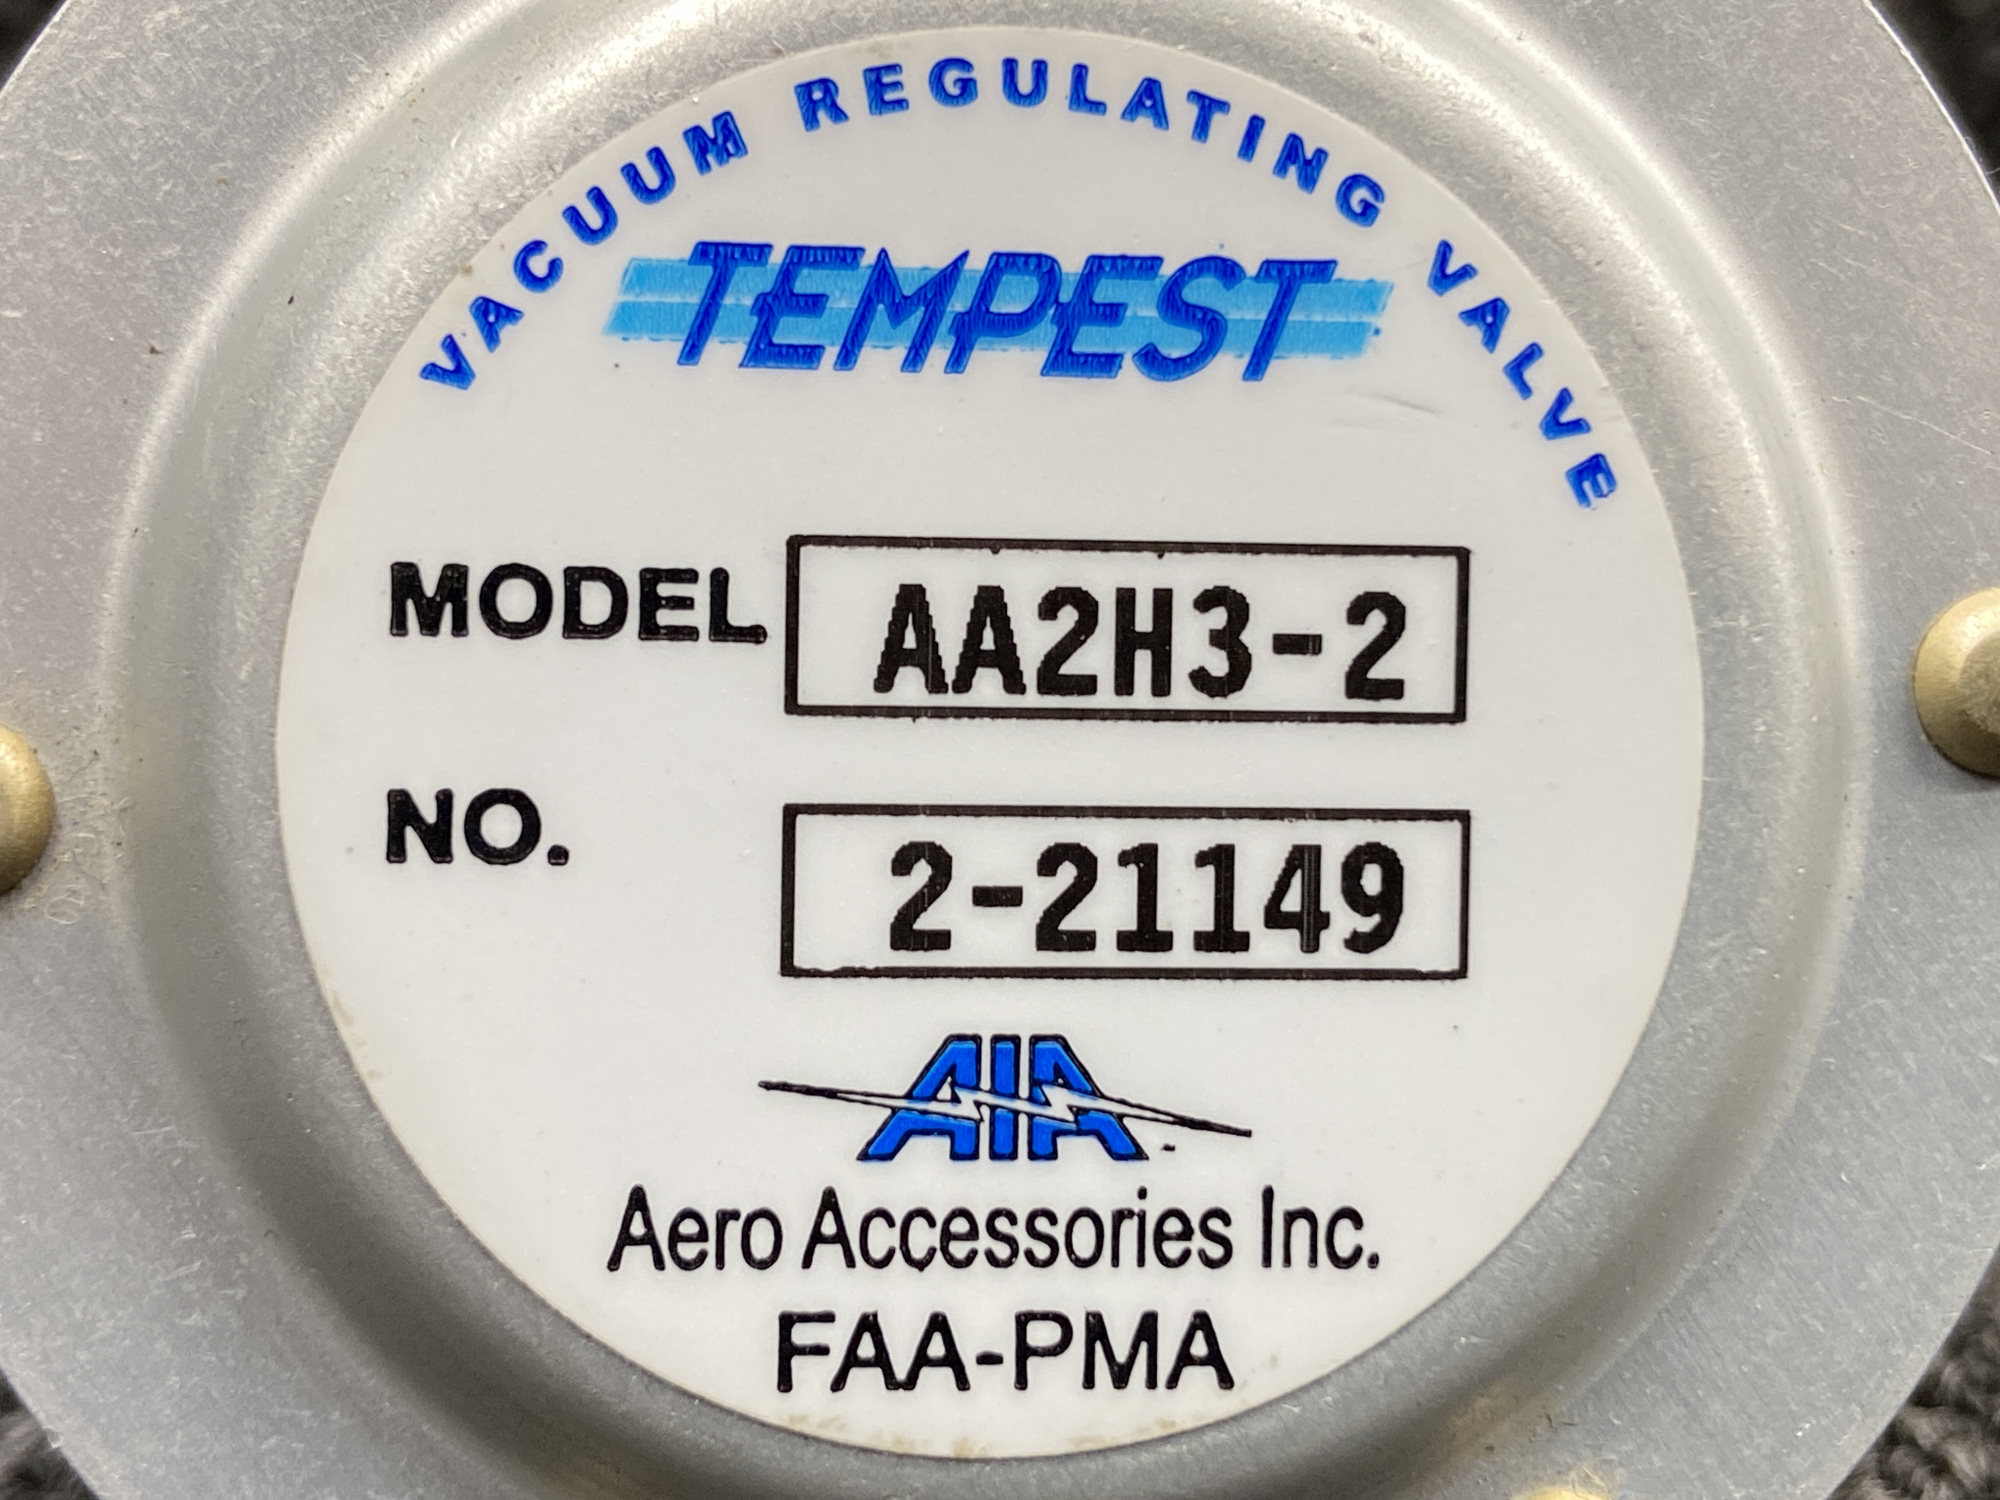 VACUUM REGULATING VALVE
TEMPEST
MODEL AA2H3-2
NO. 2-21149
AIA
Aero Accessories Inc.
FAA-PMA